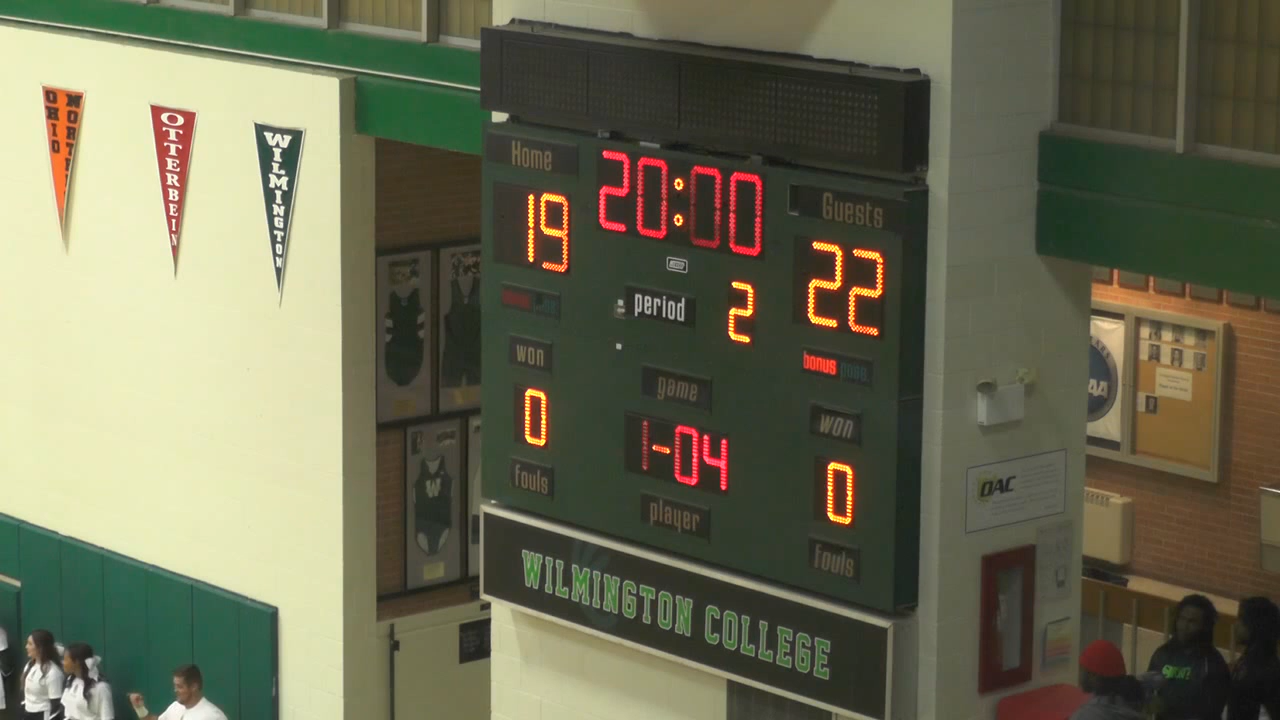 OHIO NORTHERN
OTTERBEIN
WILMINGTON
Home
20:00
Guests
19
22
period
2
bonus
won
game
won
0
1-04
0
fouls
player
fouls
WILMINGTON COLLEGE
OAC
W